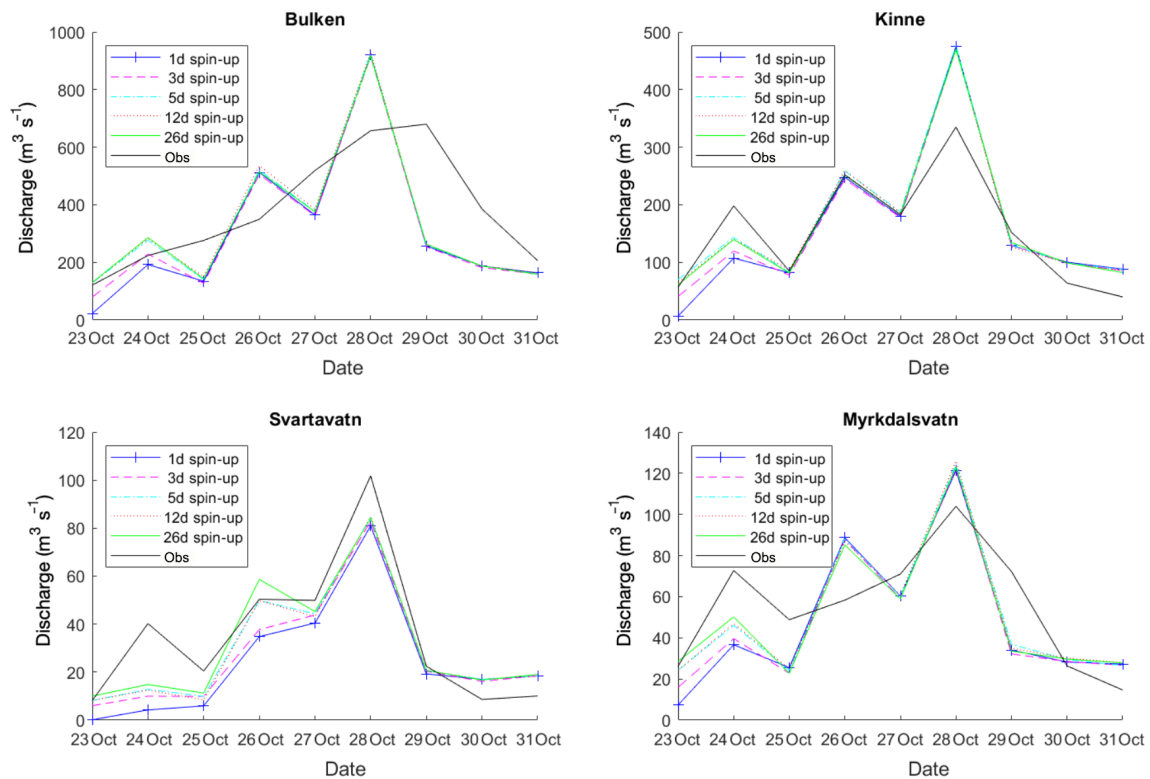 Bulken
Discharge (m³ s⁻¹)
1000
800
600
400
200
0
1d spin-up
3d spin-up
5d spin-up
12d spin-up
26d spin-up
Obs
23 Oct 24 Oct 25 Oct 26 Oct 27 Oct 28 Oct 29 Oct 30 Oct 31 Oct
Date
Kinne
Discharge (m³ s⁻¹)
500
400
300
200
100
0
1d spin-up
3d spin-up
5d spin-up
12d spin-up
26d spin-up
Obs
23 Oct 24 Oct 25 Oct 26 Oct 27 Oct 28 Oct 29 Oct 30 Oct 31 Oct
Date
Svartavatn
Discharge (m³ s⁻¹)
120
100
80
60
40
20
0
1d spin-up
3d spin-up
5d spin-up
12d spin-up
26d spin-up
Obs
23 Oct 24 Oct 25 Oct 26 Oct 27 Oct 28 Oct 29 Oct 30 Oct 31 Oct
Date
Myrkdalsvatn
Discharge (m³ s⁻¹)
140
120
100
80
60
40
20
0
1d spin-up
3d spin-up
5d spin-up
12d spin-up
26d spin-up
Obs
23 Oct 24 Oct 25 Oct 26 Oct 27 Oct 28 Oct 29 Oct 30 Oct 31 Oct
Date